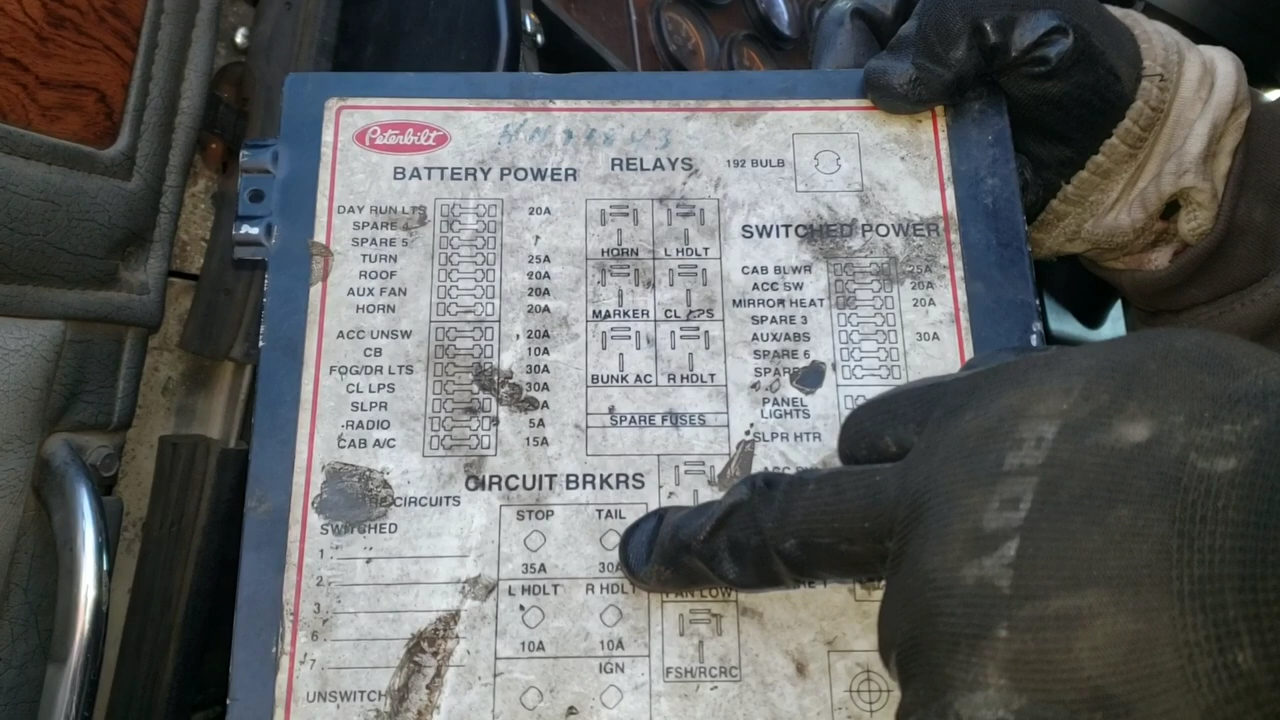 Peterbilt
BATTERY POWER
RELAYS
192 BULB
DAY RUN LTS 20A
SPARE 4
SPARE 5
TURN 25A
ROOF 20A
AUX FAN 20A
HORN 20A
ACC UNSW 20A
CB 10A
FOG/DR LTS 30A
CL LPS 30A
SLPR
RADIO 5A
CAB A/C 15A
HORN L HDLT
MARKER CL LPS
BUNK AC R HDLT
SPARE FUSES
SWITCHED POWER
CAB BLWR 25A
ACC SW 20A
MIRROR HEAT 20A
SPARE 3
AUX/ABS 30A
SPARE 6
PANEL
LIGHTS
SLPR HTR
CIRCUIT BRKRS
STOP TAIL
35A 30A
L HDLT R HDLT
10A 10A
IGN
CIRCUITS
SWITCHED
1.
2.
3.
6.
7.
FAN LOW
FSH/RCRC